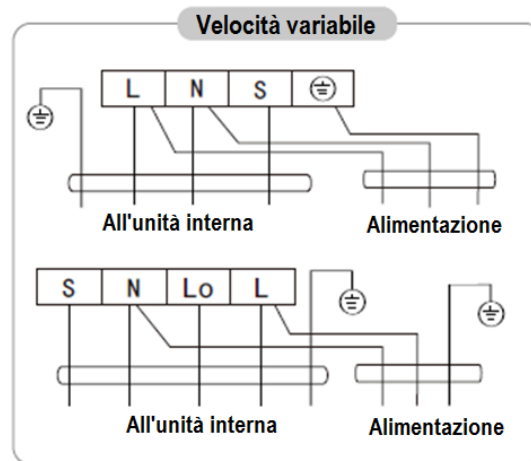 Velocità variabile
L N S
All'unità interna Alimentazione
S N Lo L
All'unità interna Alimentazione